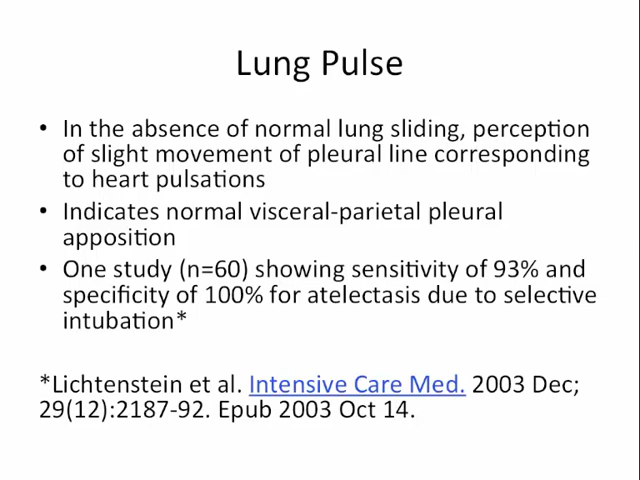 Lung Pulse
• In the absence of normal lung sliding, perception
of slight movement of pleural line corresponding
to heart pulsations
• Indicates normal visceral-parietal pleural
apposition
• One study (n=60) showing sensitivity of 93% and
specificity of 100% for atelectasis due to selective
intubation*
*Lichtenstein et al. Intensive Care Med. 2003 Dec;
29(12):2187-92. Epub 2003 Oct 14.